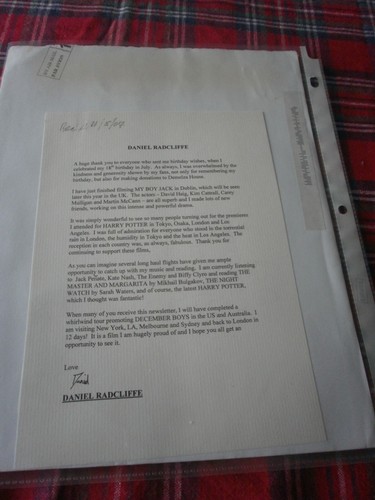 DANIEL RADCLIFFE
A huge thank you to everyone who sent me birthday wishes, when I
celebrated my 18th birthday in July. As always, I was overwhelmed by the
kindness and generosity shown by my fans, not only for remembering my
birthday, but also for making donations to Demelza House.
I have just finished filming MY BOY JACK in Dublin, which will be seen
later this year in the UK. The actors – David Haig, Kim Cattrall, Carey
Mulligan and Martin McCann – are all superb and I made lots of new
friends, working on this intense and powerful drama.
It was simply wonderful to see so many people turning out for the premieres
I attended for HARRY POTTER in Tokyo, Osaka, London and Los
Angeles. I was full of admiration for everyone who stood in the torrential
rain in London, the humidity in Tokyo and the heat in Los Angeles. The
reception in each country was, as always, fabulous. Thank you for
continuing to support these films.
As you can imagine several long haul flights have given me ample
opportunity to catch up with my music and reading. I am currently listening
to Jack Peñate, Kate Nash, The Enemy and Biffy Clyro and reading THE
MASTER AND MARGARITA by Mikhail Bulgakov, THE NIGHT
WATCH by Sarah Waters, and of course, the latest HARRY POTTER,
which I thought was fantastic!
When many of you receive this newsletter, I will have completed a
whirlwind tour promoting DECEMBER BOYS in the US and Australia. I
am visiting New York, LA, Melbourne and Sydney and back to London in
12 days! It is a film I am hugely proud of and I hope you all get an
opportunity to see it.
Love
DANIEL RADCLIFFE